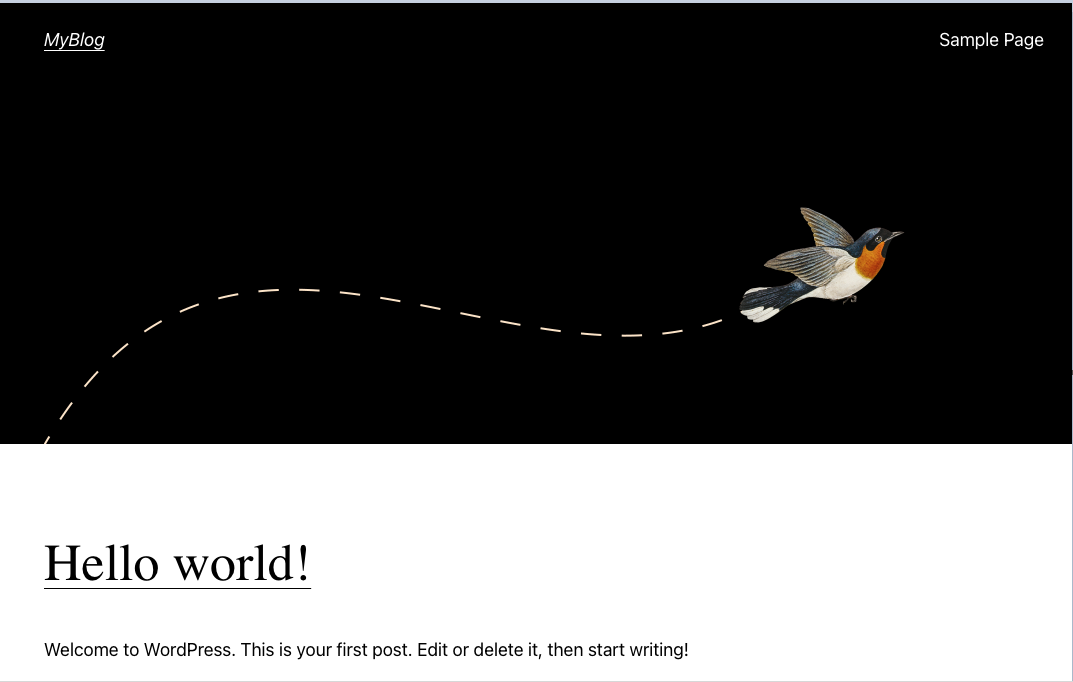 MyBlog
Sample Page
Hello world!
Welcome to WordPress. This is your first post. Edit or delete it, then start writing!